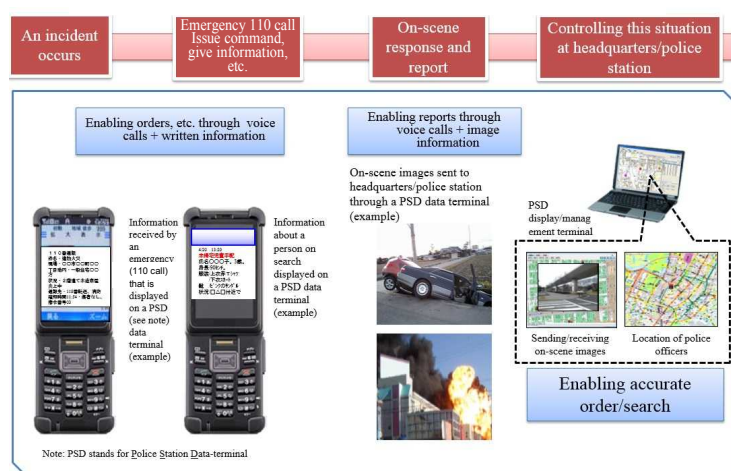 An incident
occurs
Emergency 110 call
Issue command,
give information,
etc.
On-scene
response and
report
Controlling this situation
at headquarters/police
station
Enabling orders, etc. through voice
calls + written information
Enabling reports through
voice calls + image
information
Information
received by
an
emergency
(110 call)
that is
displayed
on a PSD
(see note)
data
terminal
(example)
Information
about a
person on
search
displayed on
a PSD data
terminal
(example)
On-scene images sent to
headquarters/police station
through a PSD data terminal
(example)
PSD
display/manag
ement terminal
Sending/receiving
on-scene images
Location of police
officers
Enabling accurate
order/search
Note: PSD stands for Police Station Data-terminal